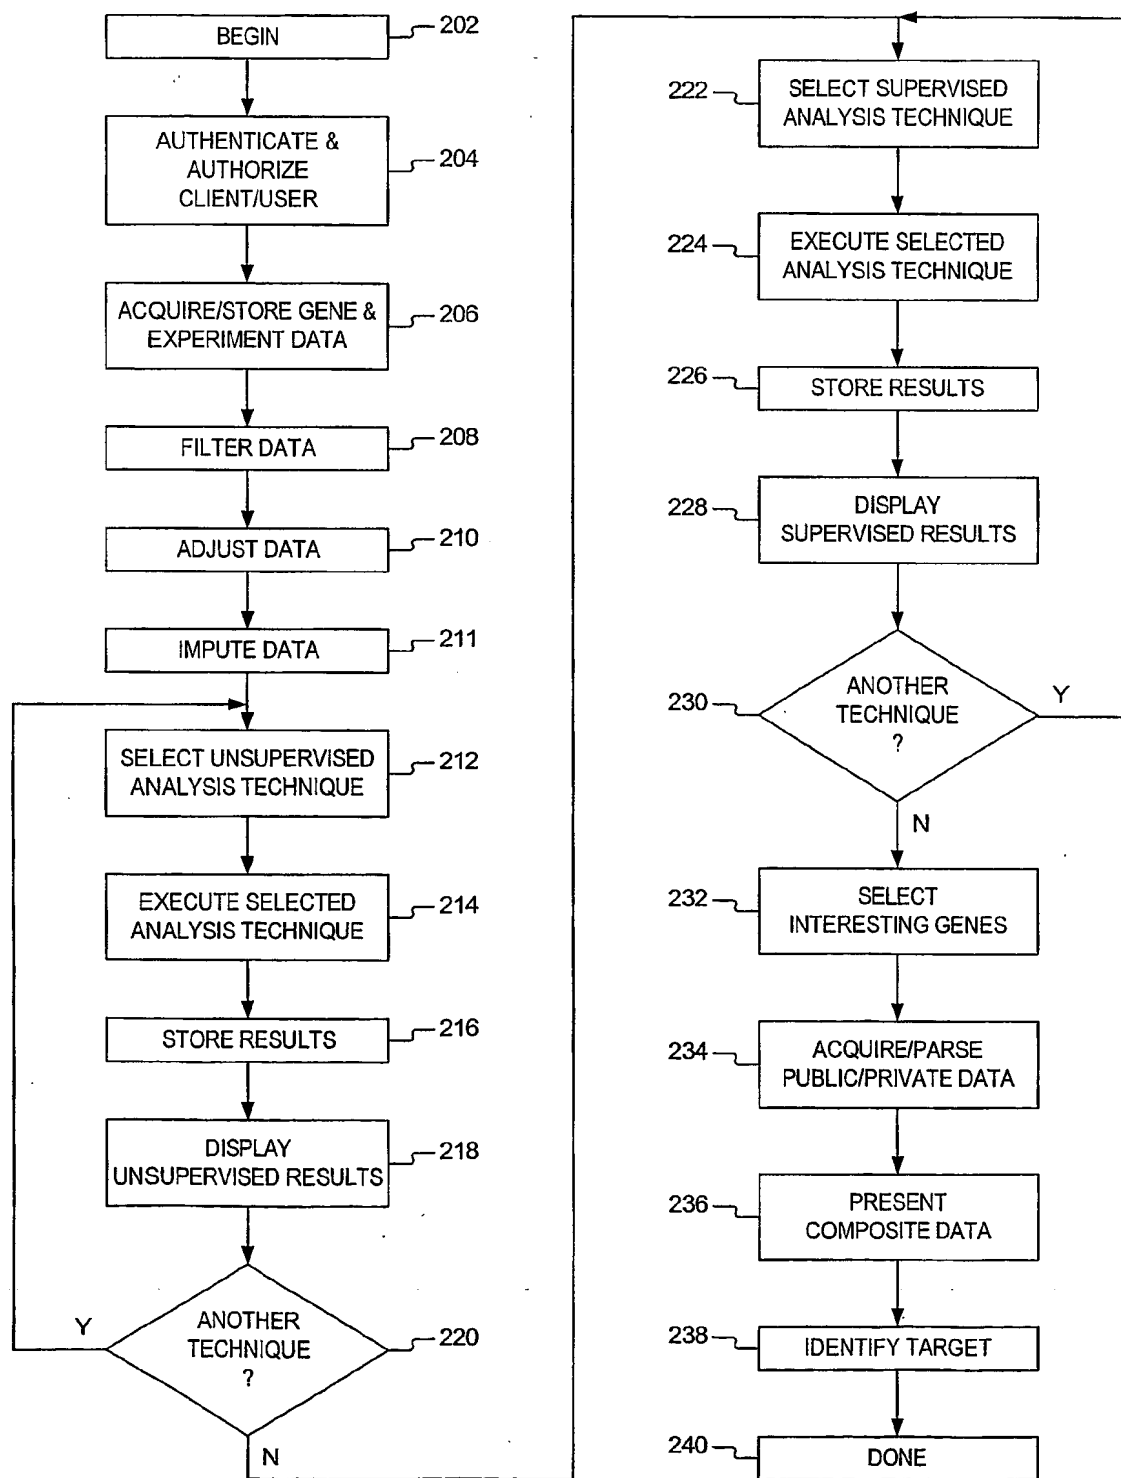 BEGIN
202
AUTHENTICATE &
AUTHORIZE
CLIENT/USER
204
ACQUIRE/STORE GENE &
EXPERIMENT DATA
206
FILTER DATA
208
ADJUST DATA
210
IMPUTE DATA
211
SELECT UNSUPERVISED
ANALYSIS TECHNIQUE
212
EXECUTE SELECTED
ANALYSIS TECHNIQUE
214
STORE RESULTS
216
DISPLAY
UNSUPERVISED RESULTS
218
ANOTHER
TECHNIQUE
?
220
Y
N
222
SELECT SUPERVISED
ANALYSIS TECHNIQUE
224
EXECUTE SELECTED
ANALYSIS TECHNIQUE
226
STORE RESULTS
228
DISPLAY
SUPERVISED RESULTS
230
ANOTHER
TECHNIQUE
?
Y
N
232
SELECT
INTERESTING GENES
234
ACQUIRE/PARSE
PUBLIC/PRIVATE DATA
236
PRESENT
COMPOSITE DATA
238
IDENTIFY TARGET
240
DONE